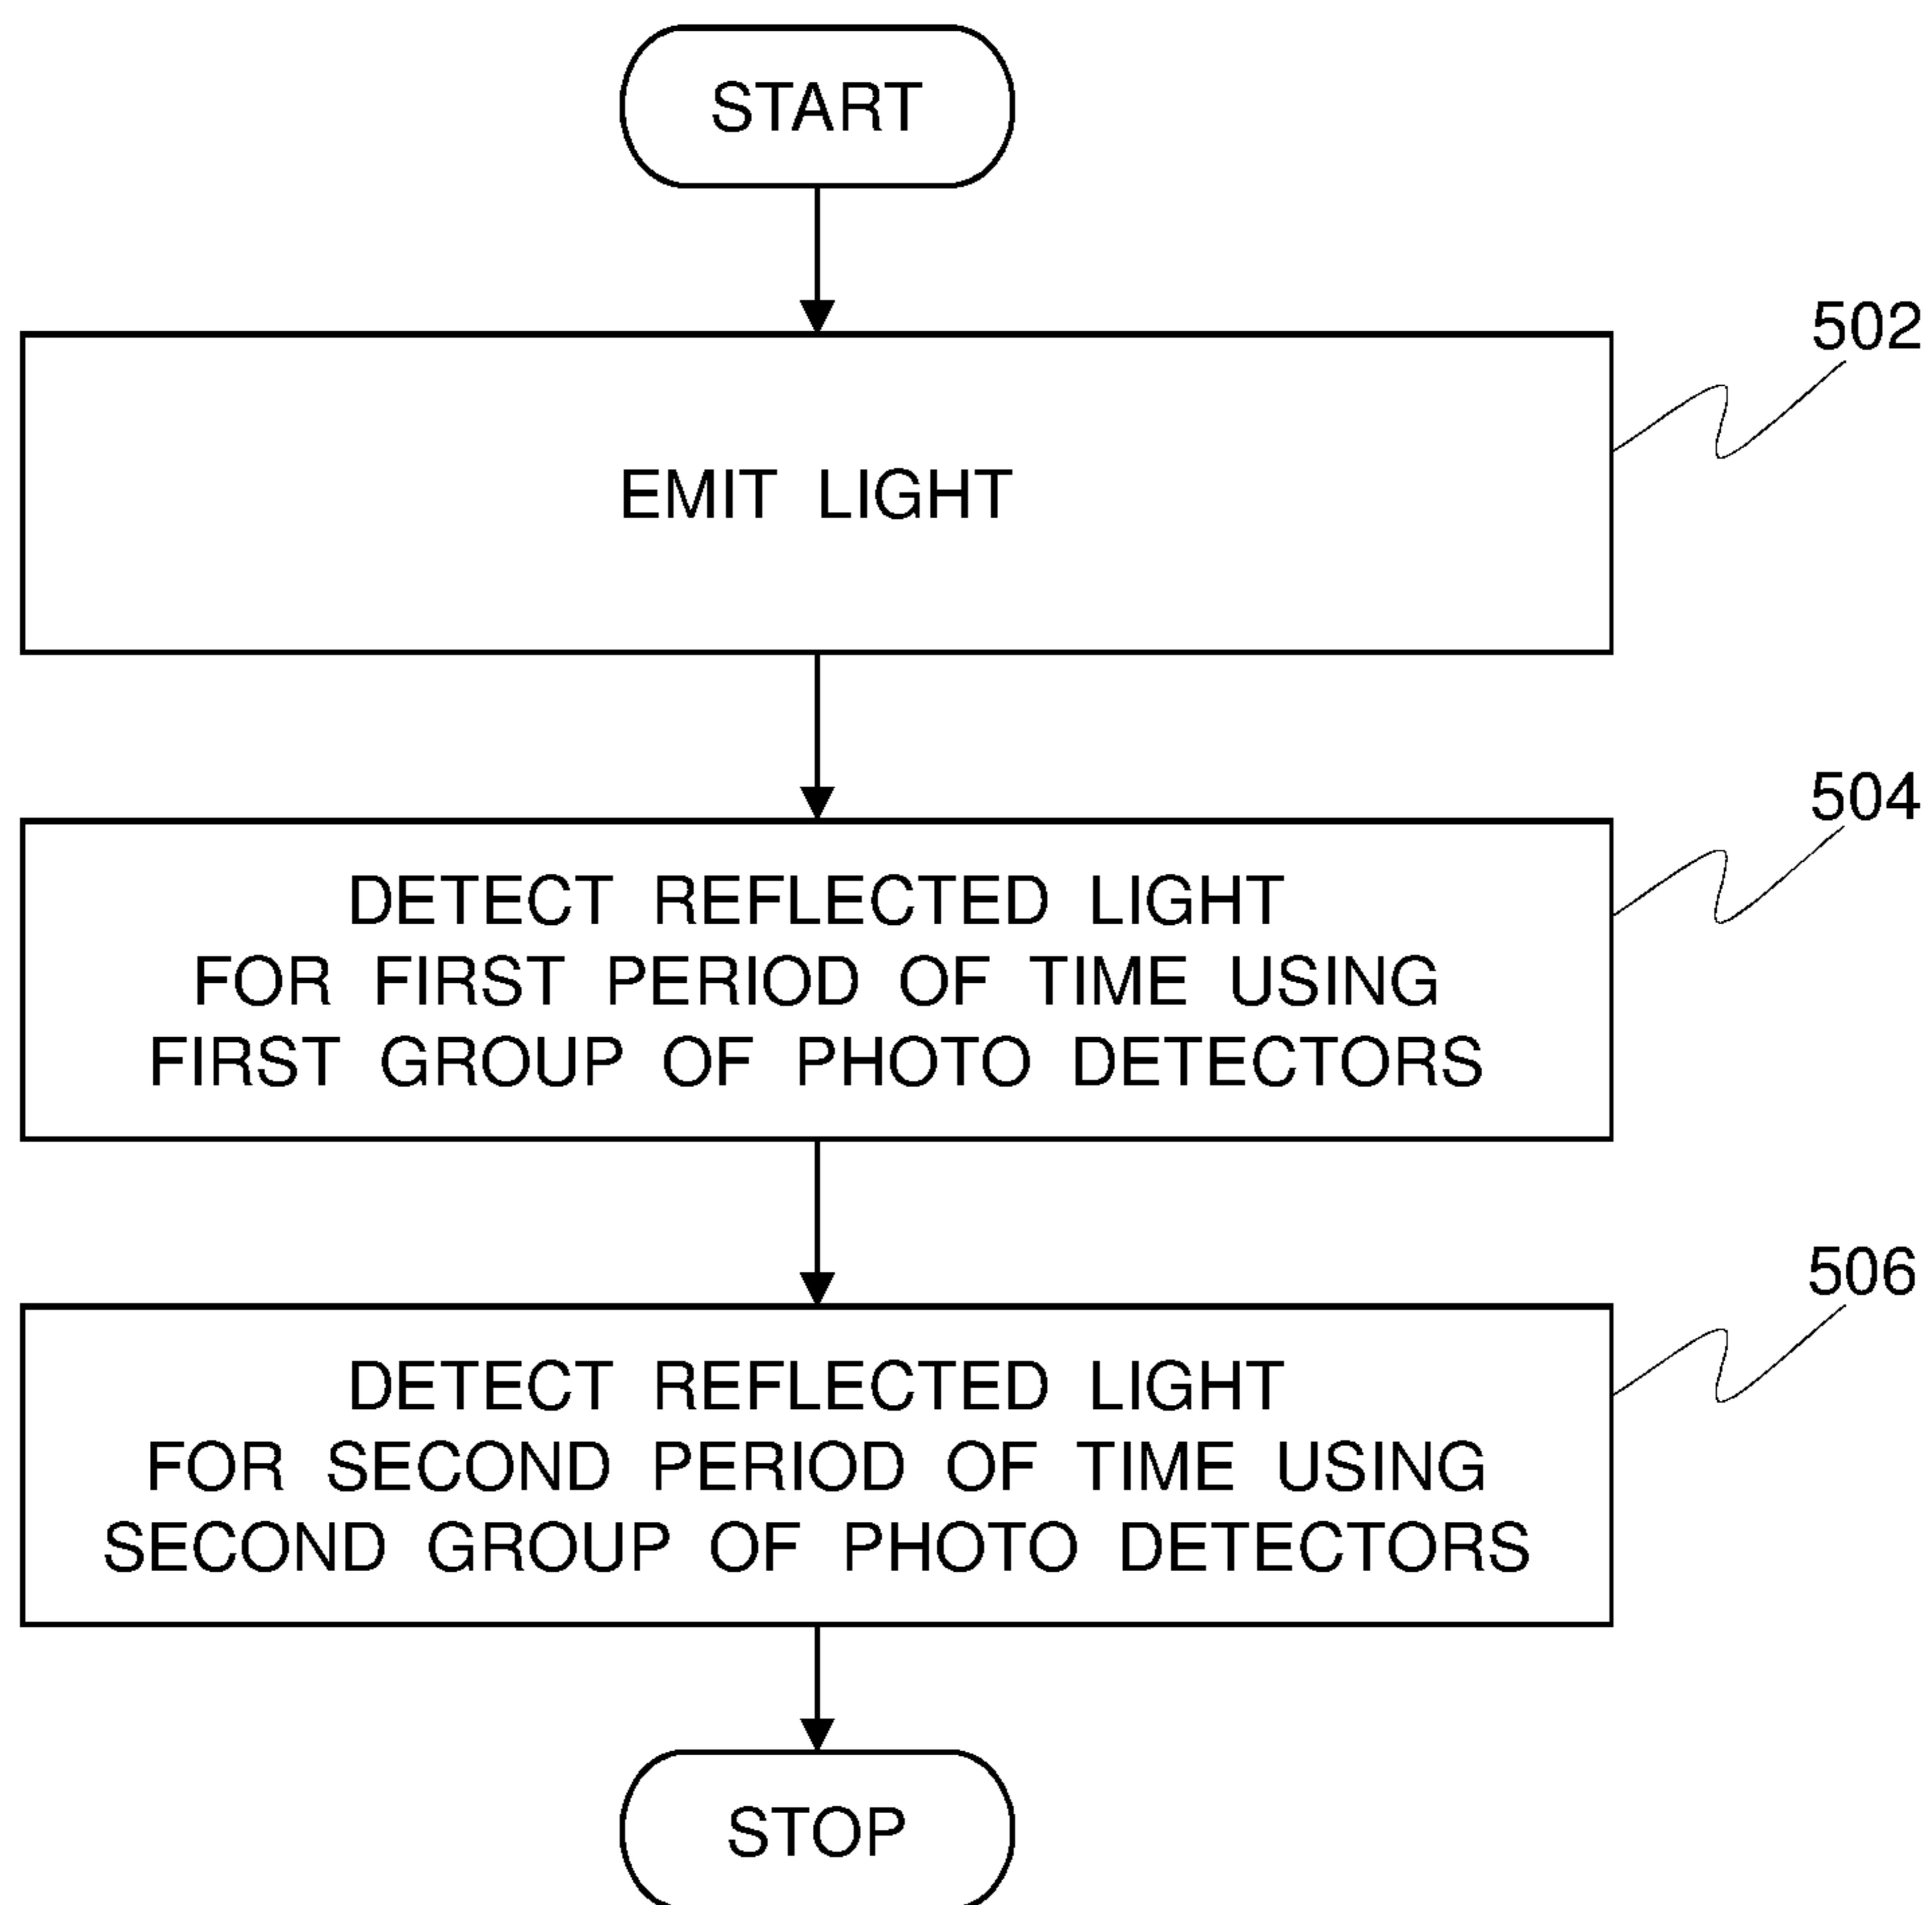 START
502
EMIT LIGHT
504
DETECT REFLECTED LIGHT
FOR FIRST PERIOD OF TIME USING
FIRST GROUP OF PHOTO DETECTORS
506
DETECT REFLECTED LIGHT
FOR SECOND PERIOD OF TIME USING
SECOND GROUP OF PHOTO DETECTORS
STOP